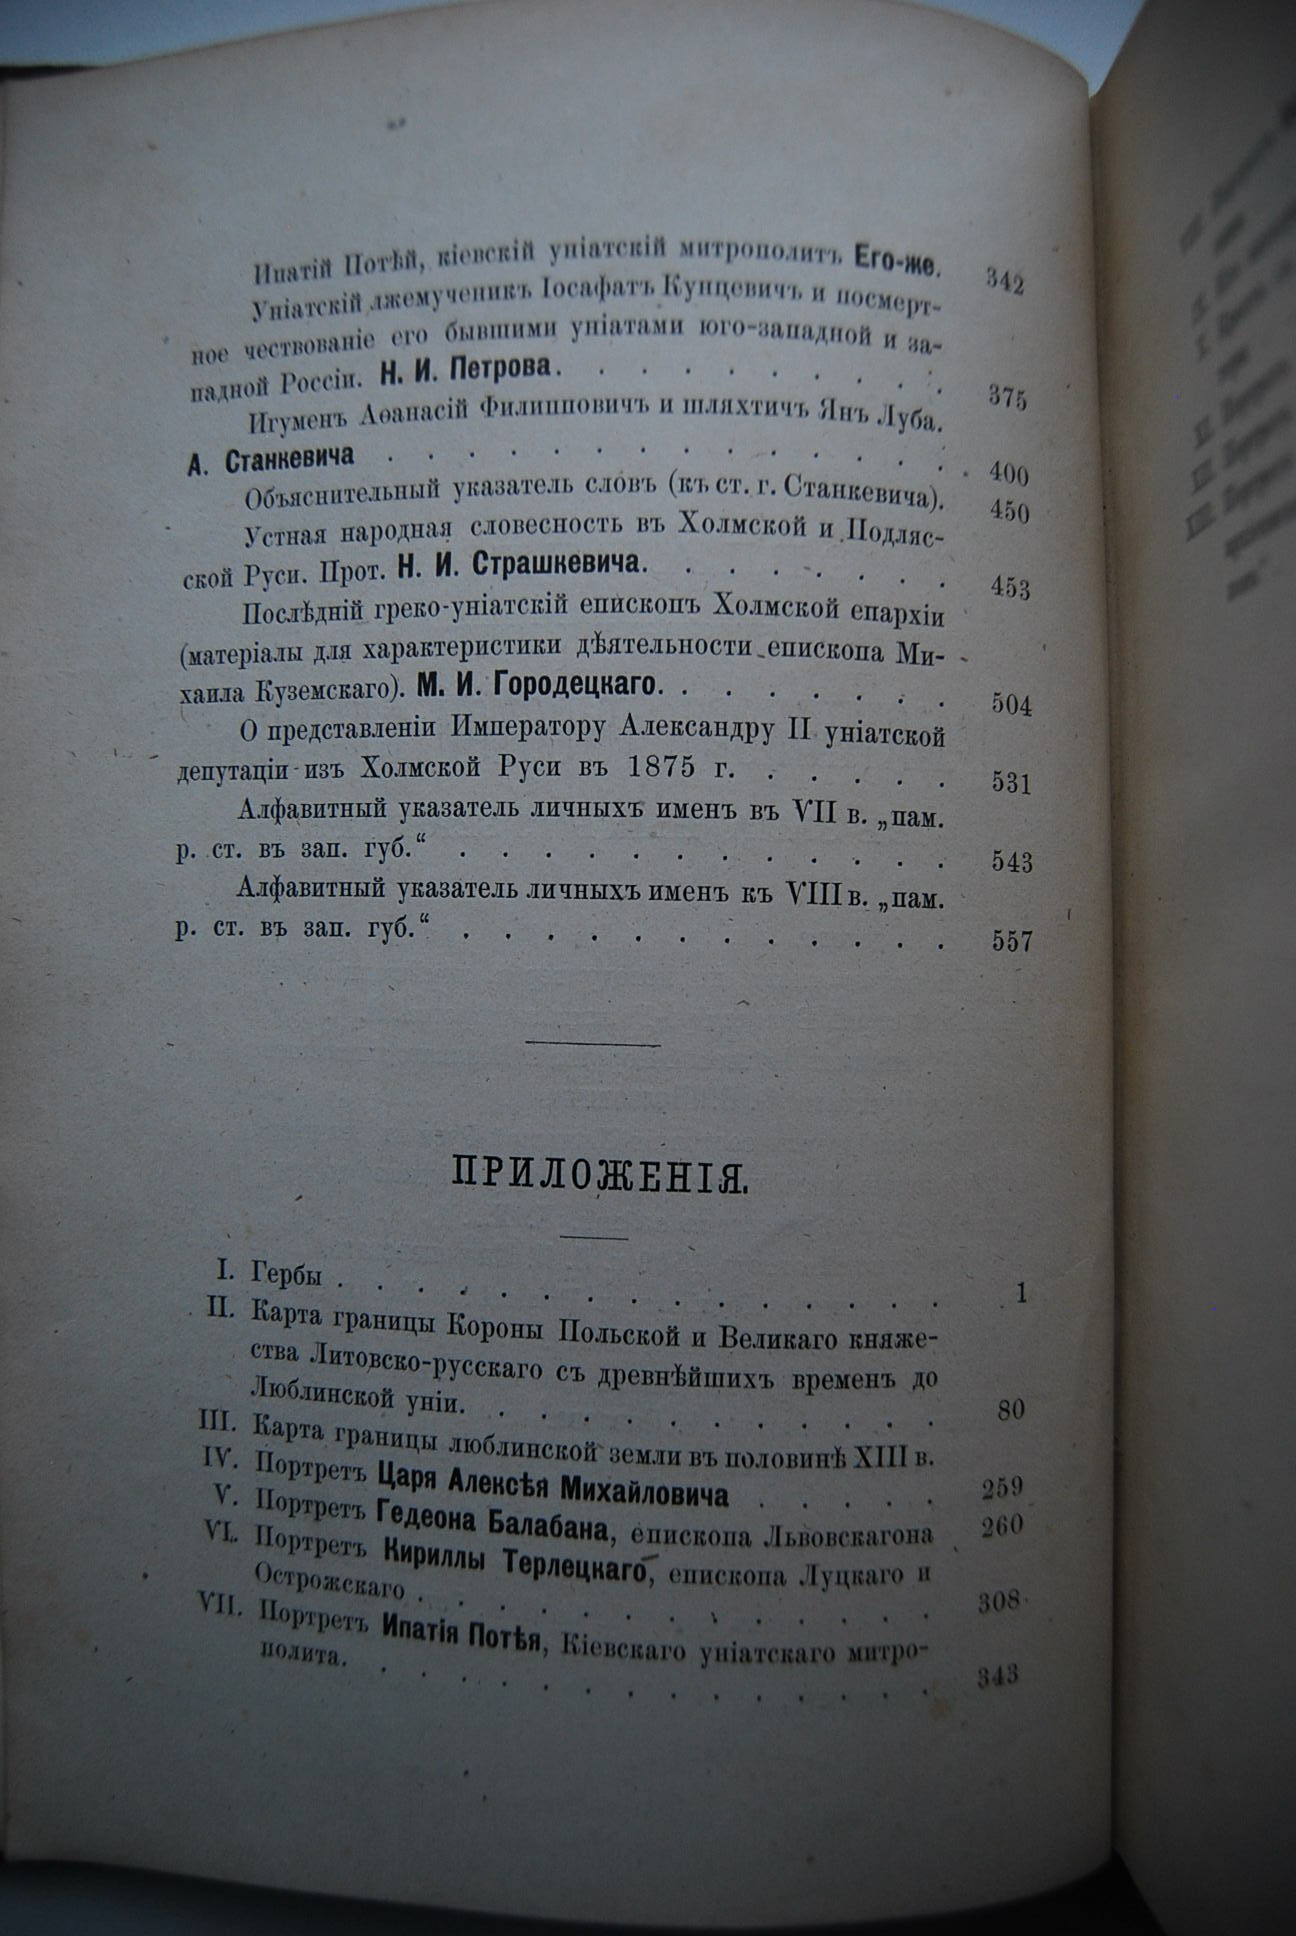 Ипатій Потѣй, кіевскій уніатскій митрополитъ Его-же. 342
Уніатскій лжемученикъ Іосафатъ Кунцевичъ и посмерт-
ное чествованіе его бывшими уніатами юго-западной и за-
падной Россіи. Н. И. Петрова. . . . . . . . . . 375
Игуменъ Аѳанасій Филипповичъ и шляхтичъ Янъ Луба.
А. Станкевича . . . . . . . . . . . . . . 400
Объяснительный указатель словъ (къ ст. г. Станкевича). 450
Устная народная словесность въ Холмской и Подляс-
ской Руси. Прот. Н. И. Страшкевича. . . . . . . . 453
Послѣдній греко-уніатскій епископъ Холмской епархіи
(матеріалы для характеристики дѣятельности епископа Ми-
хаила Куземскаго). М. И. Городецкаго. . . . . . . . 504
О представленіи Императору Александру II уніатской
депутаціи изъ Холмской Руси въ 1875 г. . . . . . 531
Алфавитный указатель личныхъ именъ въ VII в. „пам.
р. ст. въ зап. губ.“ . . . . . . . . . . . . 543
Алфавитный указатель личныхъ именъ къ VIII в. „пам.
р. ст. въ зап. губ.“ . . . . . . . . . . . . 557
ПРИЛОЖЕНІЯ.
I. Гербы . . . . . . . . . . . . . . . 1
II. Карта границы Короны Польской и Великаго княже-
ства Литовско-русскаго съ древнѣйшихъ временъ до
Люблинской уніи. . . . . . . . . . . . 80
III. Карта границы люблинской земли въ половинѣ XIII в.
IV. Портретъ Царя Алексѣя Михайловича . . . . . 259
V. Портретъ Гедеона Балабана, епископа Львовскагона 260
VI. Портретъ Кириллы Терлецкаго, епископа Луцкаго и
Острожскаго . . . . . . . . . . . . . 308
VII. Портретъ Ипатія Потѣя, Кіевскаго уніатскаго митро-
полита. . . . . . . . . . . . . . . 343